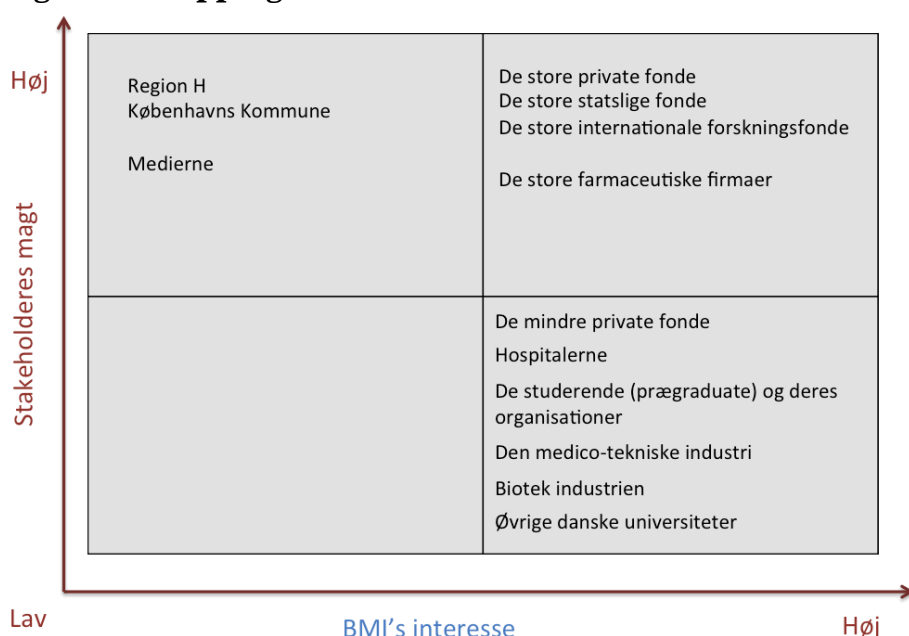 Høj
Region H
Københavns Kommune
Medierne
De store private fonde
De store statslige fonde
De store internationale forskningsfonde
De store farmaceutiske firmaer
Stakeholderes magt
De mindre private fonde
Hospitalerne
De studerende (prægraduate) og deres
organisationer
Den medico-tekniske industri
Biotek industrien
Øvrige danske universiteter
Lav
BMI's interesse
Høj